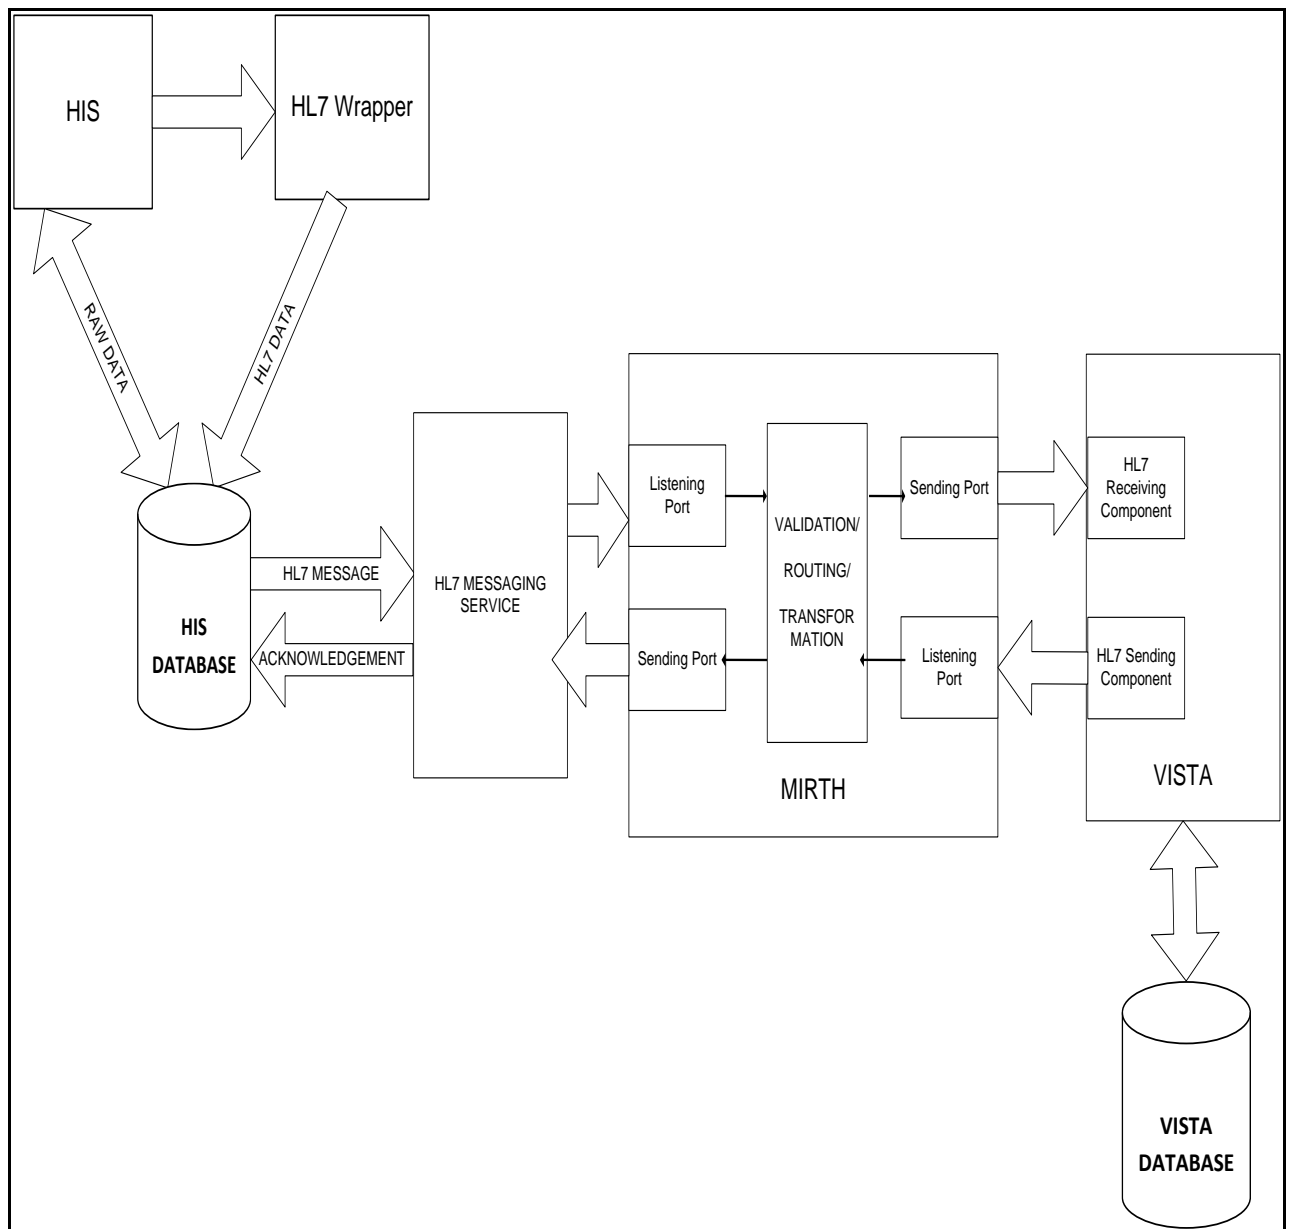 HIS
HL7 Wrapper
RAW DATA
HL7 DATA
HIS
DATABASE
HL7 MESSAGE
ACKNOWLEDGEMENT
HL7 MESSAGING
SERVICE
Listening
Port
Sending Port
VALIDATION/
ROUTING/
TRANSFOR
MATION
Sending Port
Listening
Port
MIRTH
HL7
Receiving
Component
HL7 Sending
Component
VISTA
VISTA
DATABASE